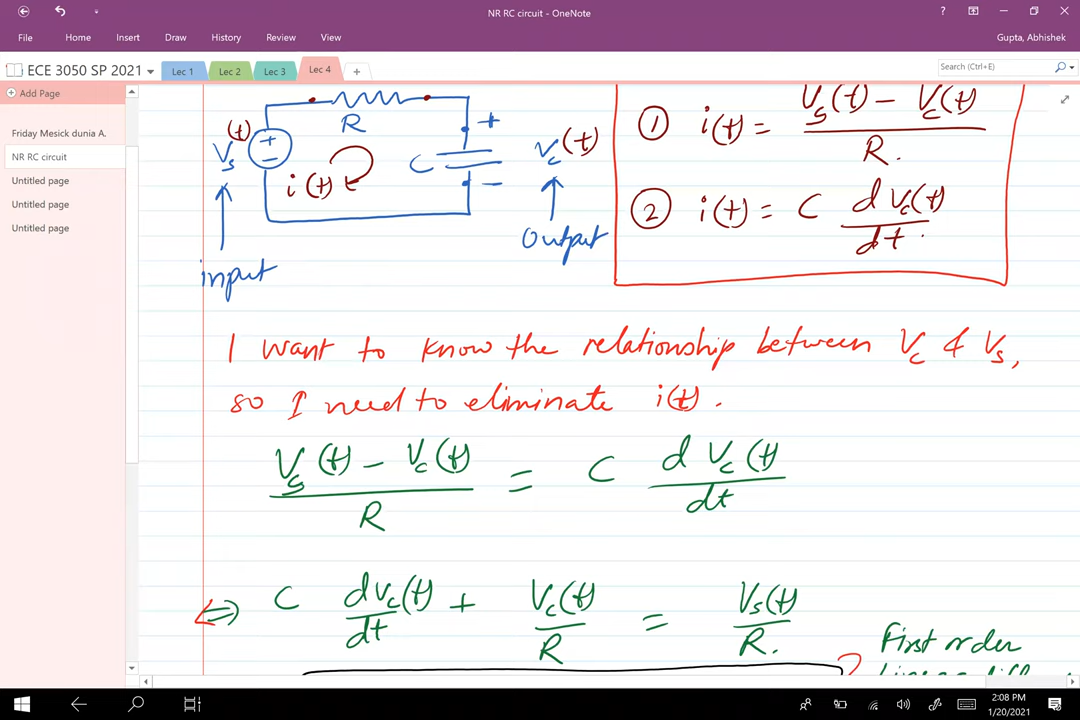 NR RC circuit - OneNote
File Home Insert Draw History Review View
Gupta, Abhishek
ECE 3050 SP 2021
Lec 1 Lec 2 Lec 3 Lec 4
Search (Ctrl+E)
Add Page
Friday Mesick dunia A.
NR RC circuit
Untitled page
Untitled page
Untitled page
R
+
Vs(t)
+
−
i(t)
C
−
Vc(t)
input
Output
① i(t) = Vs(t) − Vc(t) / R.
② i(t) = C d Vc(t) / dt
I want to know the relationship between Vc & Vs,
so I need to eliminate i(t).
Vs(t) − Vc(t) / R = C d Vc(t) / dt
⇔ C dVc(t) / dt + Vc(t) / R = Vs(t) / R.
First order
2:08 PM
1/20/2021